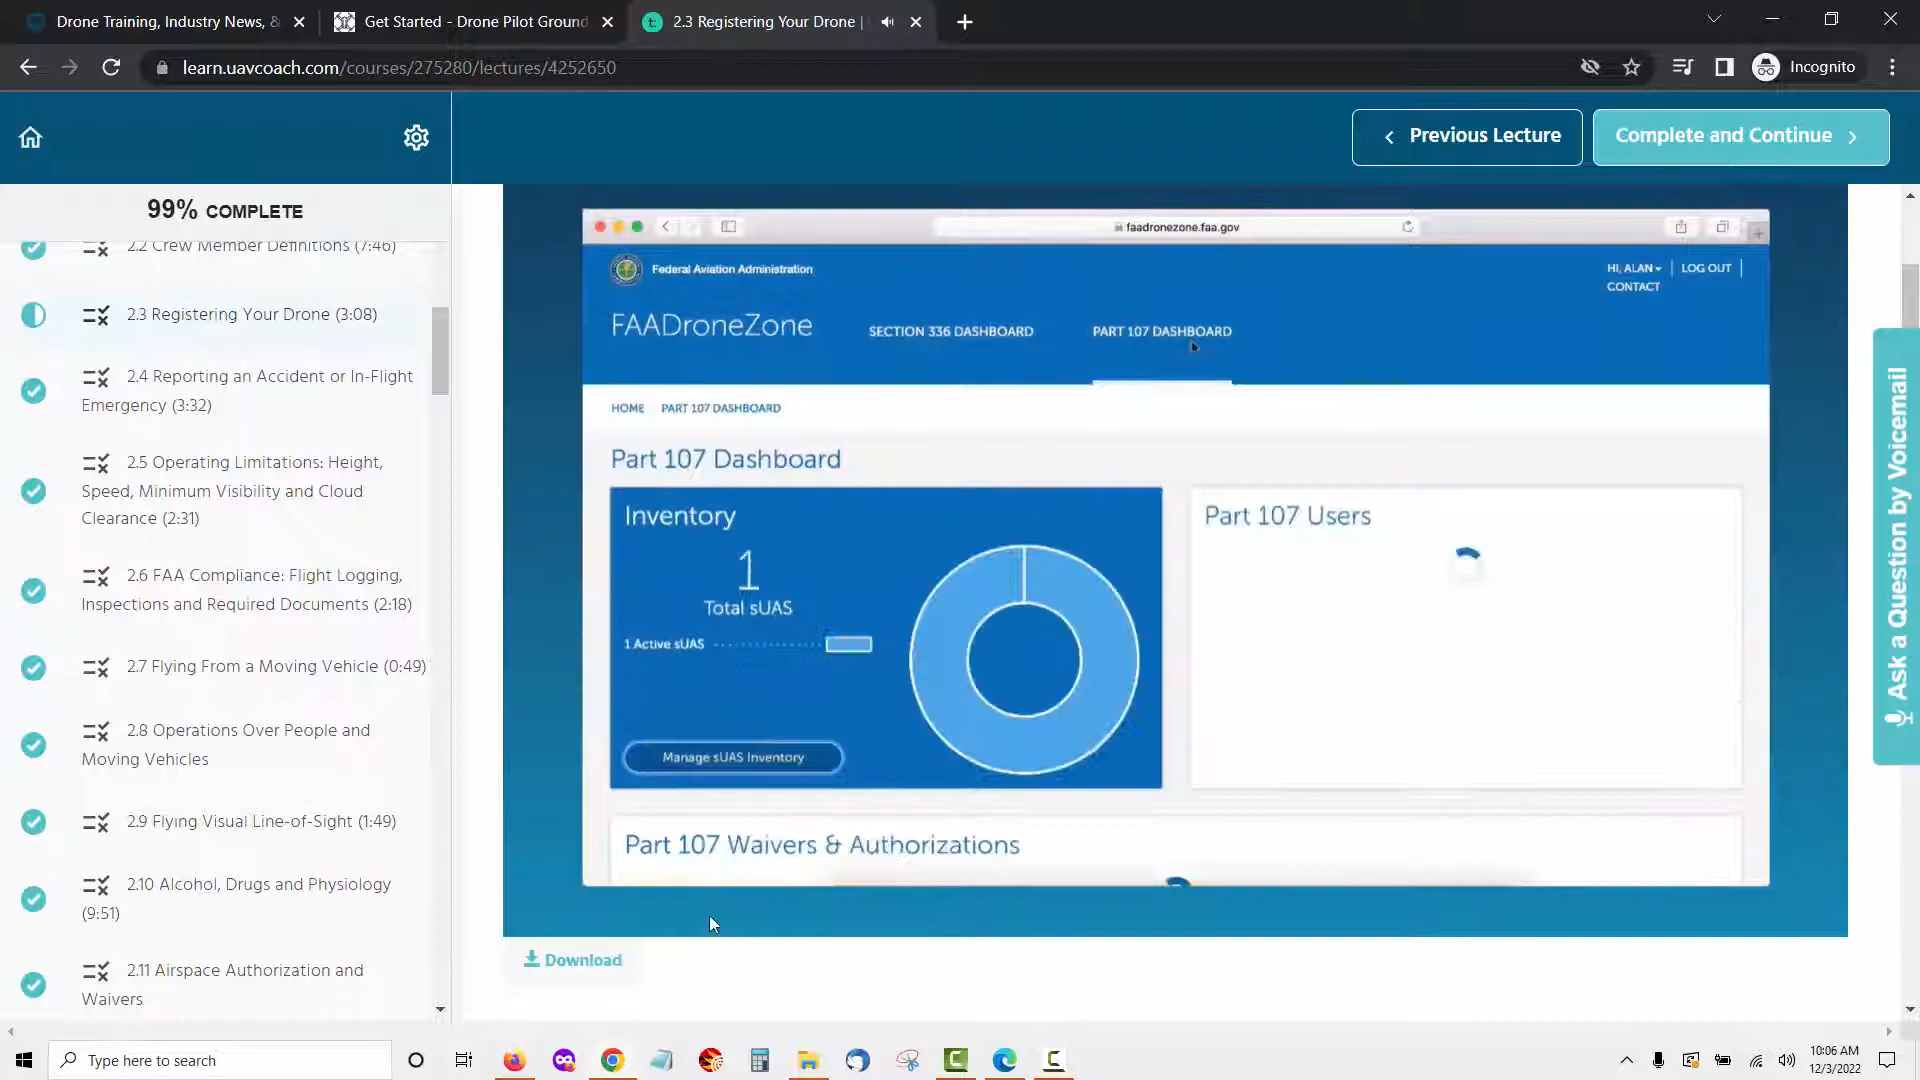 Drone Training, Industry News, &
Get Started - Drone Pilot Ground
2.3 Registering Your Drone |
learn.uavcoach.com/courses/275280/lectures/4252650
Incognito
Previous Lecture
Complete and Continue
99% COMPLETE
2.2 Crew Member Definitions (7:46)
2.3 Registering Your Drone (3:08)
2.4 Reporting an Accident or In-Flight
Emergency (3:32)
2.5 Operating Limitations: Height,
Speed, Minimum Visibility and Cloud
Clearance (2:31)
2.6 FAA Compliance: Flight Logging,
Inspections and Required Documents (2:18)
2.7 Flying From a Moving Vehicle (0:49)
2.8 Operations Over People and
Moving Vehicles
2.9 Flying Visual Line-of-Sight (1:49)
2.10 Alcohol, Drugs and Physiology
(9:51)
2.11 Airspace Authorization and
Waivers
faadronezone.faa.gov
Federal Aviation Administration
HI, ALAN
LOG OUT
CONTACT
FAADroneZone
SECTION 336 DASHBOARD
PART 107 DASHBOARD
HOME
PART 107 DASHBOARD
Part 107 Dashboard
Inventory
1
Total sUAS
1 Active sUAS
Manage sUAS Inventory
Part 107 Users
Part 107 Waivers & Authorizations
Download
Ask a Question by Voicemail
Type here to search
10:06 AM
12/3/2022